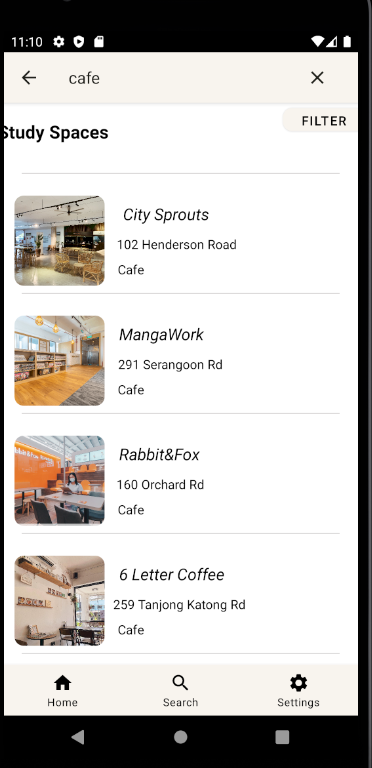 11:10
cafe
FILTER
Study Spaces
City Sprouts
102 Henderson Road
Cafe
MangaWork
291 Serangoon Rd
Cafe
Rabbit&Fox
160 Orchard Rd
Cafe
6 Letter Coffee
259 Tanjong Katong Rd
Cafe
Home
Search
Settings